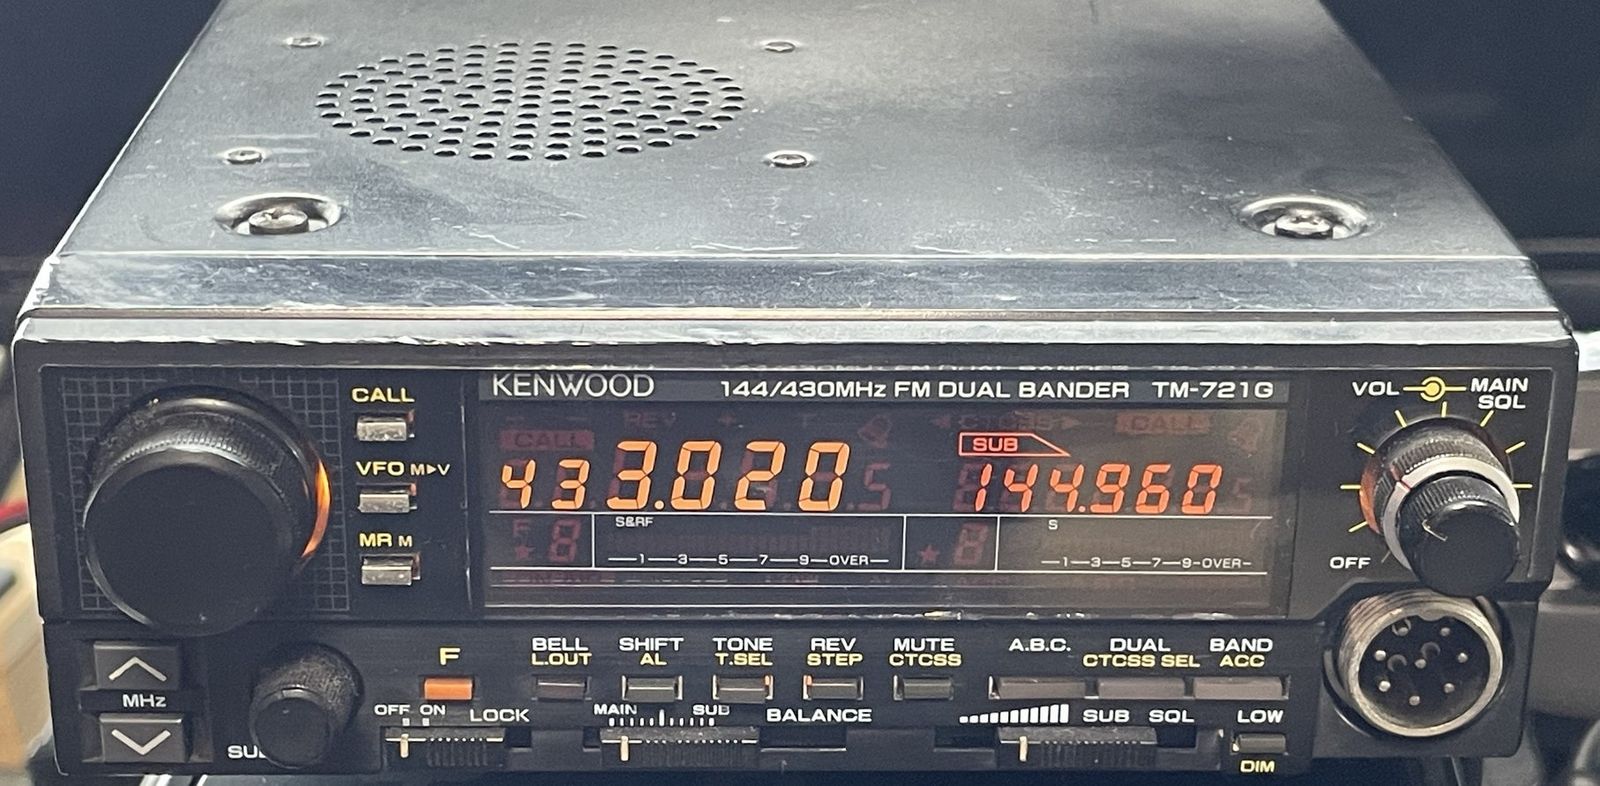 KENWOOD 144/430MHz FM DUAL BANDER TM-721G
CALL
VFO M▶V
MR M
CALL REV CALL
SUB
433.020 144.960
S&RF S
1 3 5 7 9 OVER 1 3 5 7 9 OVER
VOL MAIN
SQL
OFF
MHz
F
BELL SHIFT TONE REV MUTE A.B.C. DUAL BAND
L.OUT AL T.SEL STEP CTCSS CTCSS SEL ACC
OFF ON LOCK MAIN SUB BALANCE SUB SQL LOW
DIM